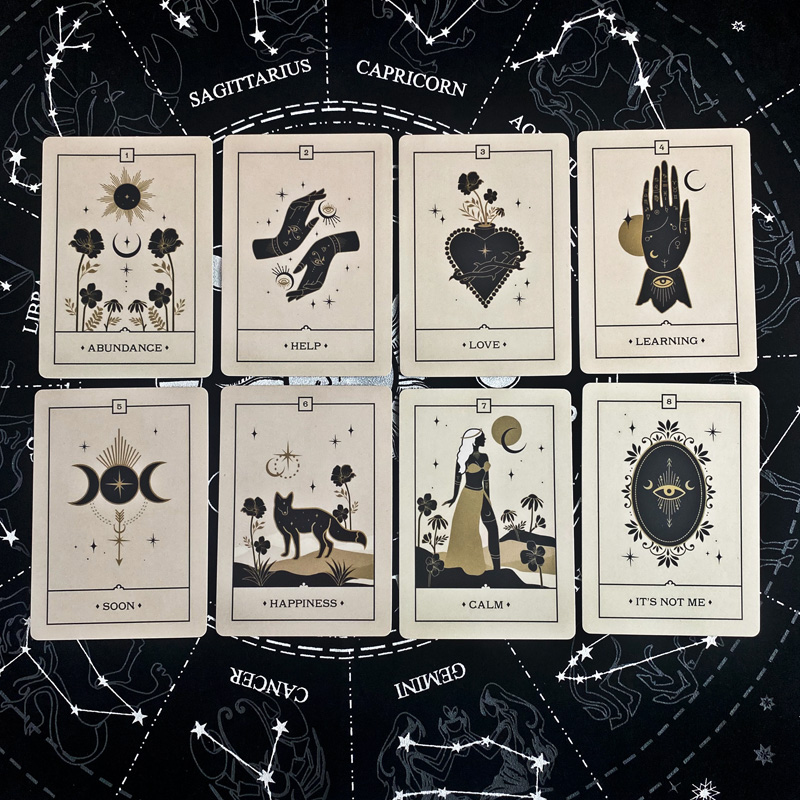 SAGITTARIUS
CAPRICORN
1
ABUNDANCE
2
HELP
3
LOVE
4
LEARNING
LIBRA
5
SOON
6
HAPPINESS
7
CALM
8
IT'S NOT ME
CANCER
GEMINI